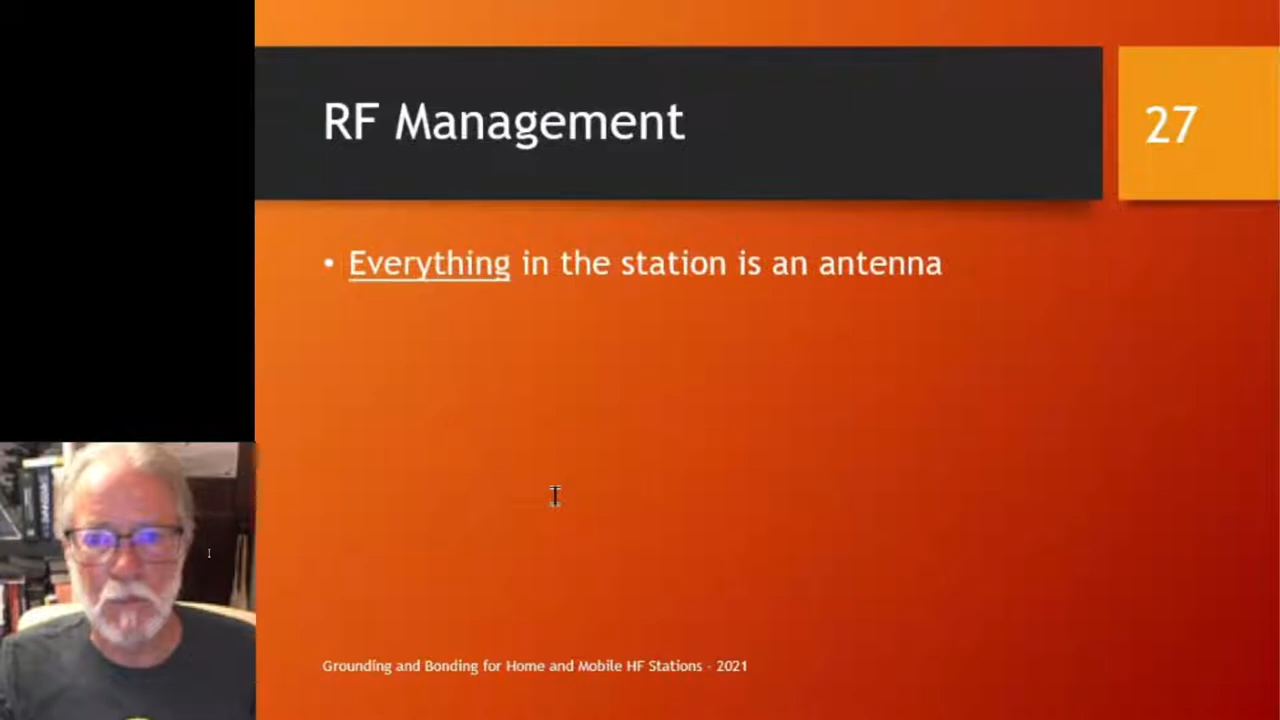 RF Management
27
• Everything in the station is an antenna
Grounding and Bonding for Home and Mobile HF Stations - 2021